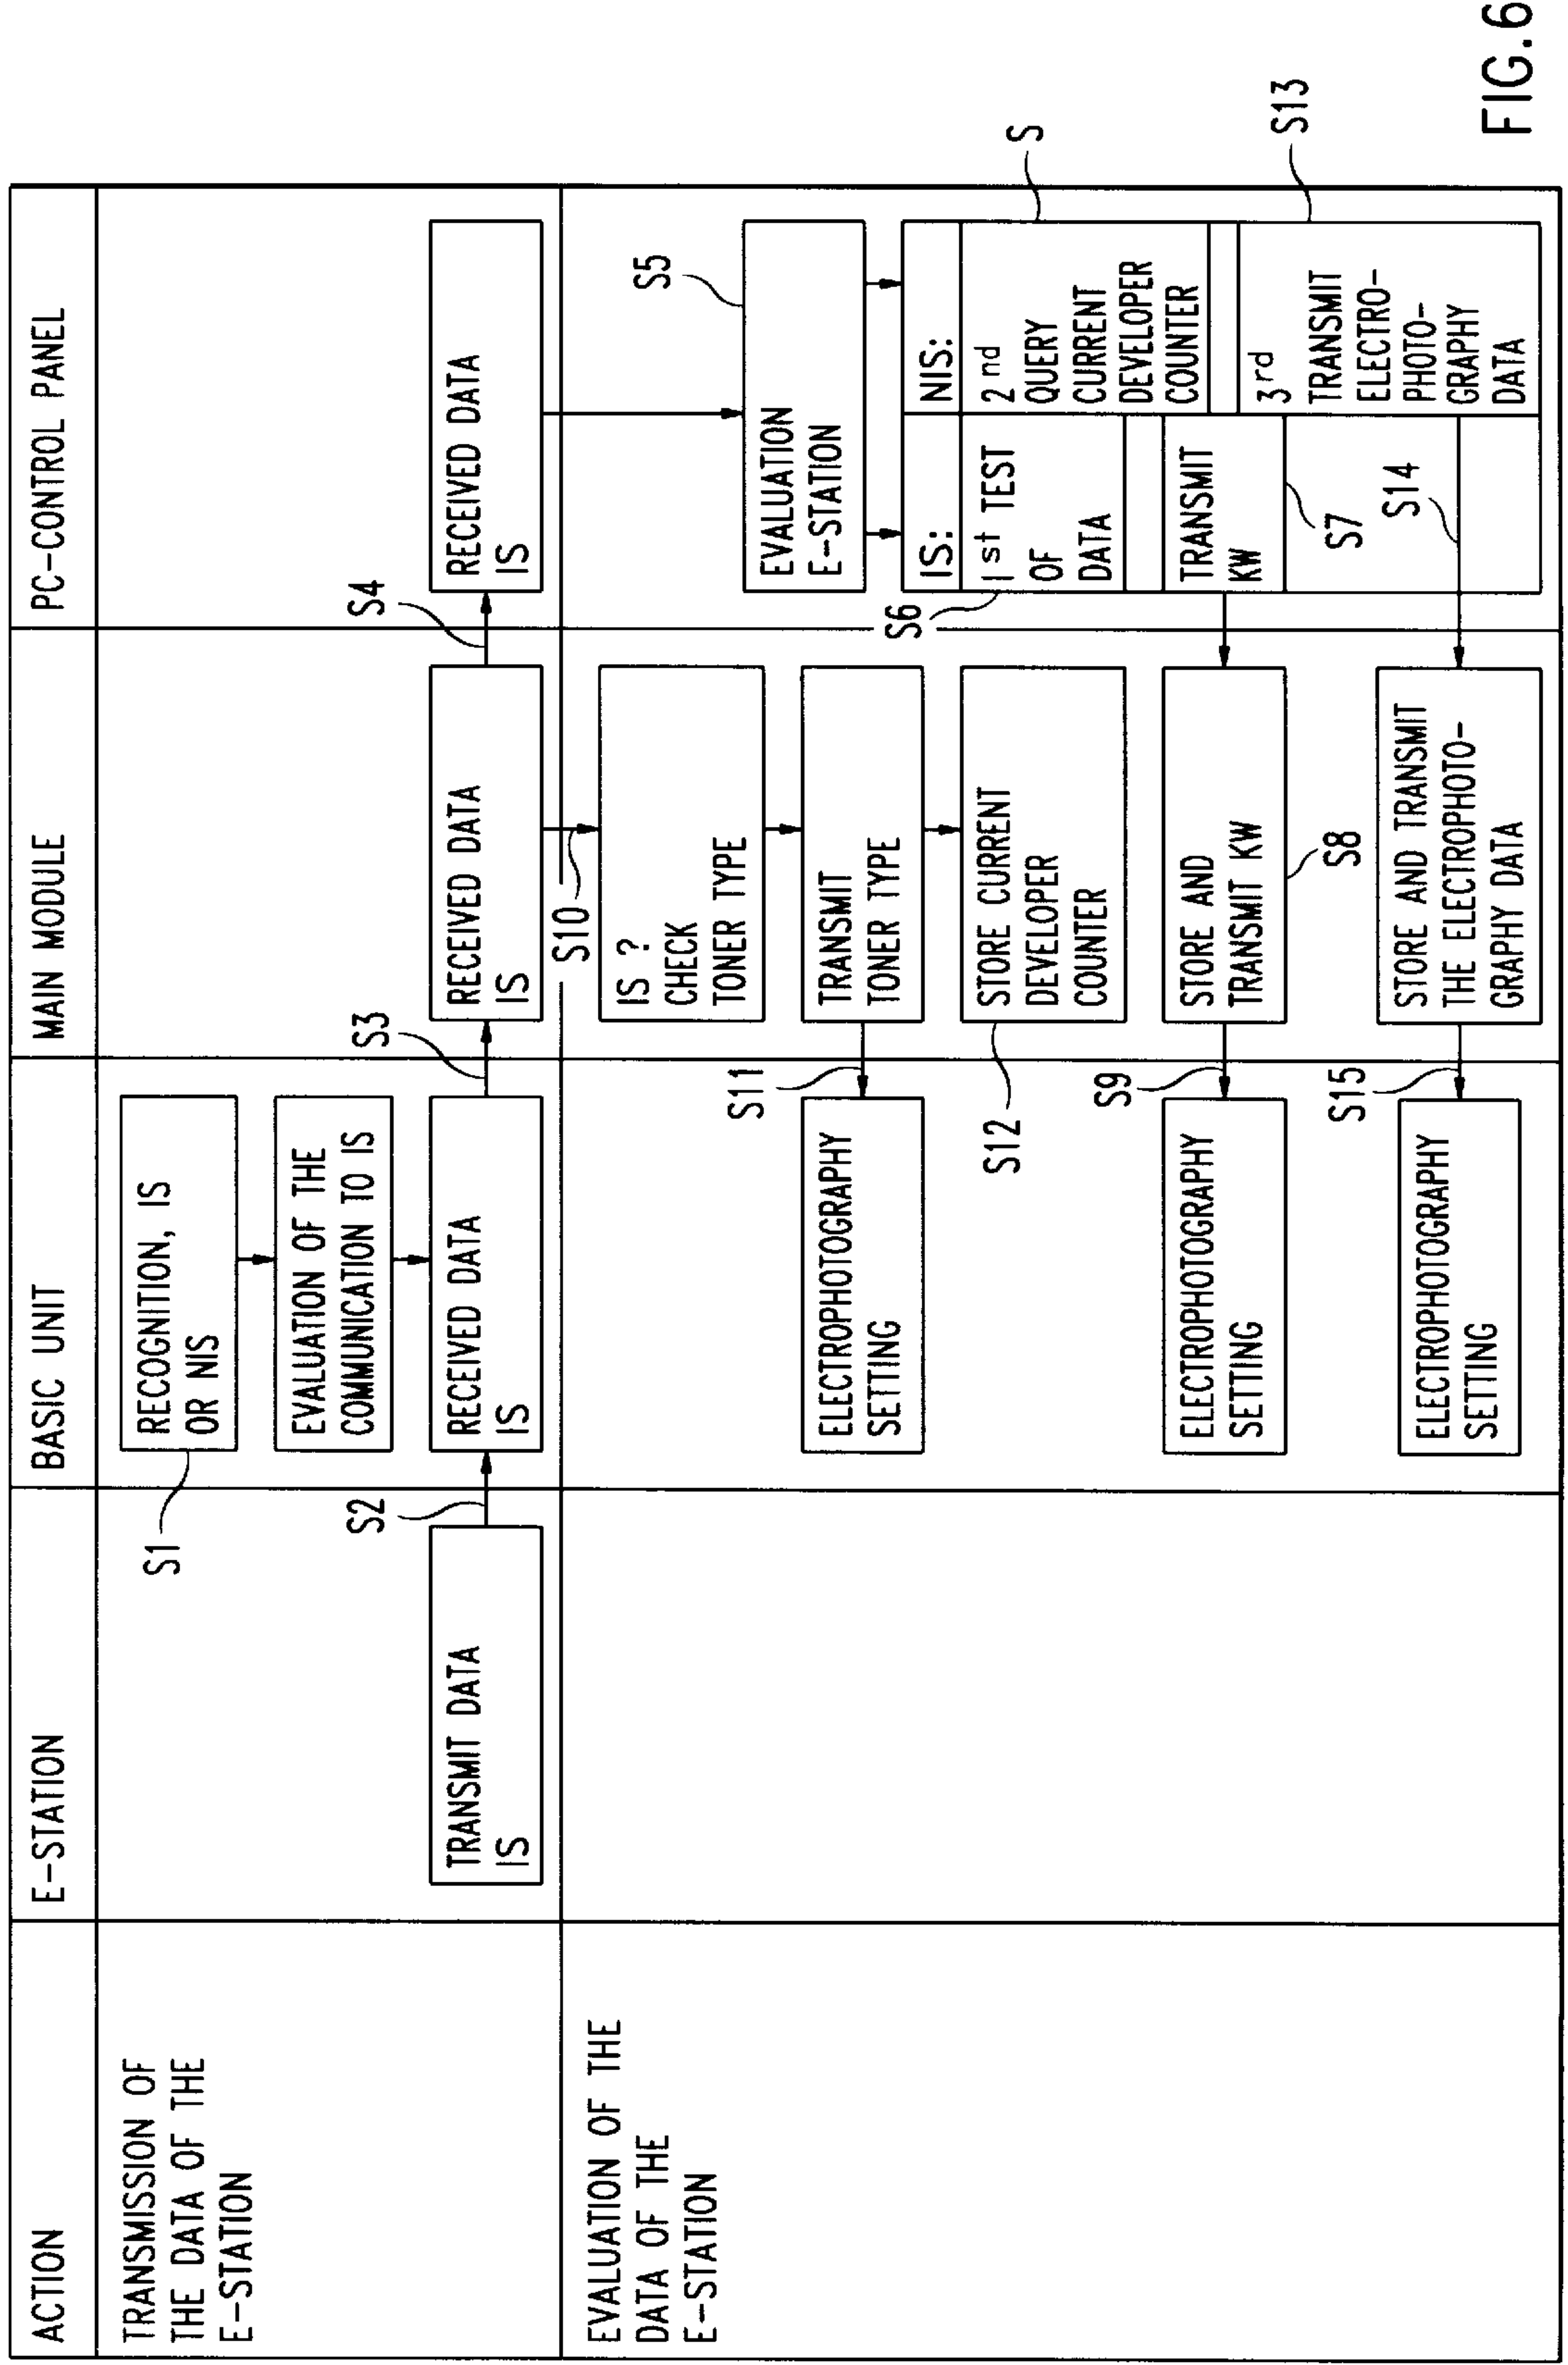 ACTION
E-STATION
BASIC UNIT
MAIN MODULE
PC-CONTROL PANEL
TRANSMISSION OF
THE DATA OF THE
E-STATION
S1
RECOGNITION, IS
OR NIS
EVALUATION OF THE
COMMUNICATION TO IS
TRANSMIT DATA
IS
S2
RECEIVED DATA
IS
S3
RECEIVED DATA
IS
S4
RECEIVED DATA
IS
EVALUATION OF THE
DATA OF THE
E-STATION
S10
IS ?
CHECK
TONER TYPE
S5
EVALUATION
E-STATION
S11
ELECTROPHOTOGRAPHY
SETTING
TRANSMIT
TONER TYPE
S12
STORE CURRENT
DEVELOPER
COUNTER
S6
IS:
1st TEST
OF
DATA
NIS:
2nd
QUERY
CURRENT
DEVELOPER
COUNTER
S
S9
ELECTROPHOTOGRAPHY
SETTING
STORE AND
TRANSMIT KW
S8
TRANSMIT
KW
S7
3rd
TRANSMIT
ELECTRO-
PHOTO-
GRAPHY
DATA
S13
S14
S15
ELECTROPHOTOGRAPHY
SETTING
STORE AND TRANSMIT
THE ELECTROPHOTO-
GRAPHY DATA
FIG.6